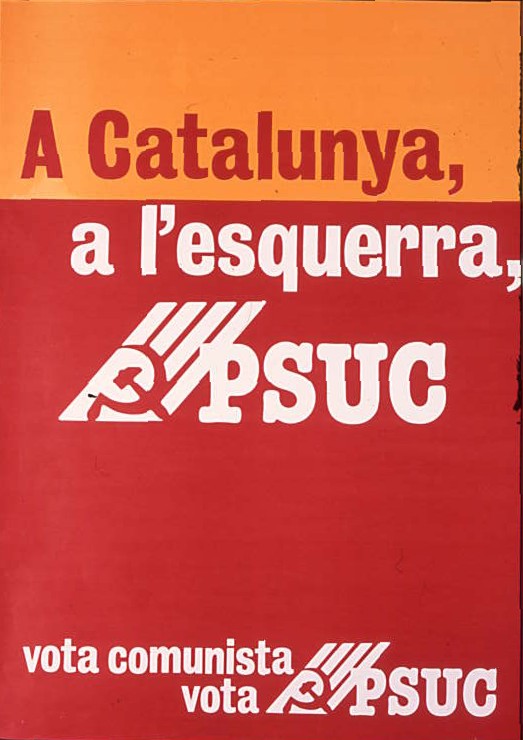 A Catalunya,
a l'esquerra,
PSUC
vota comunista
vota PSUC